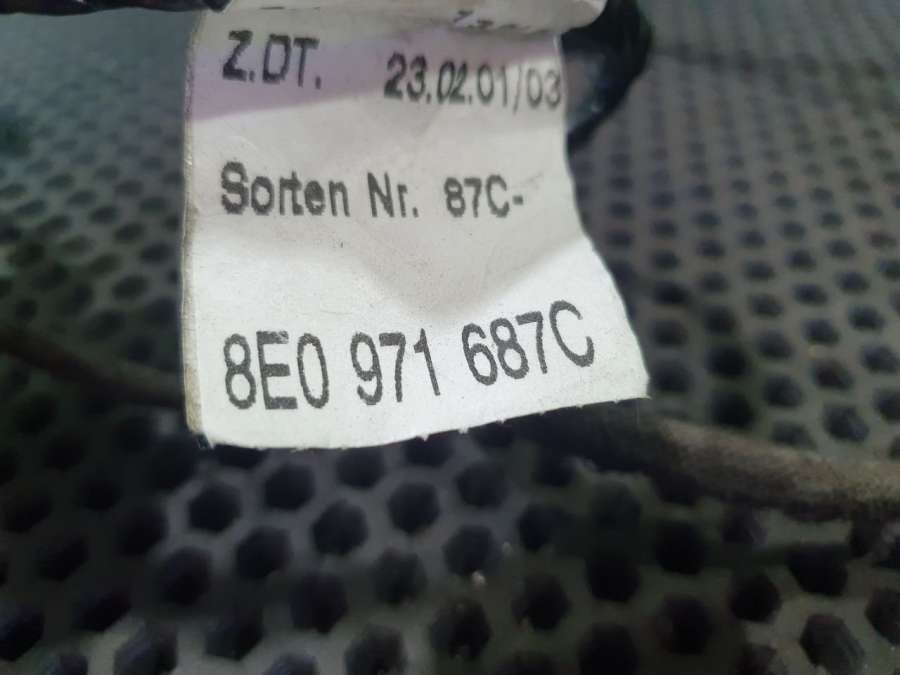 Z.DT. 23.02.01/03
Sorten Nr. 87C-
8E0 971 687C